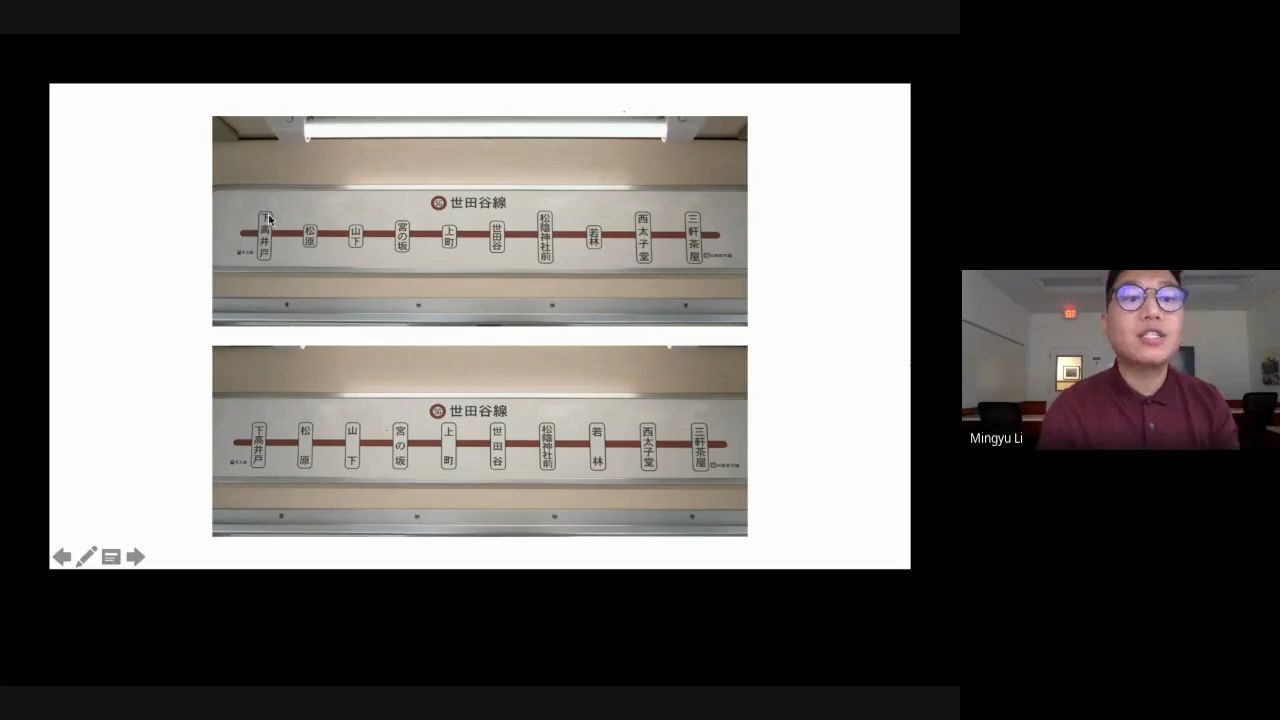 世田谷線
下高井戸
松原
山下
宮の坂
上町
世田谷
松陰神社前
若林
西太子堂
三軒茶屋
世田谷線
下高井戸
松原
山下
宮の坂
上町
世田谷
松陰神社前
若林
西太子堂
三軒茶屋
Mingyu Li